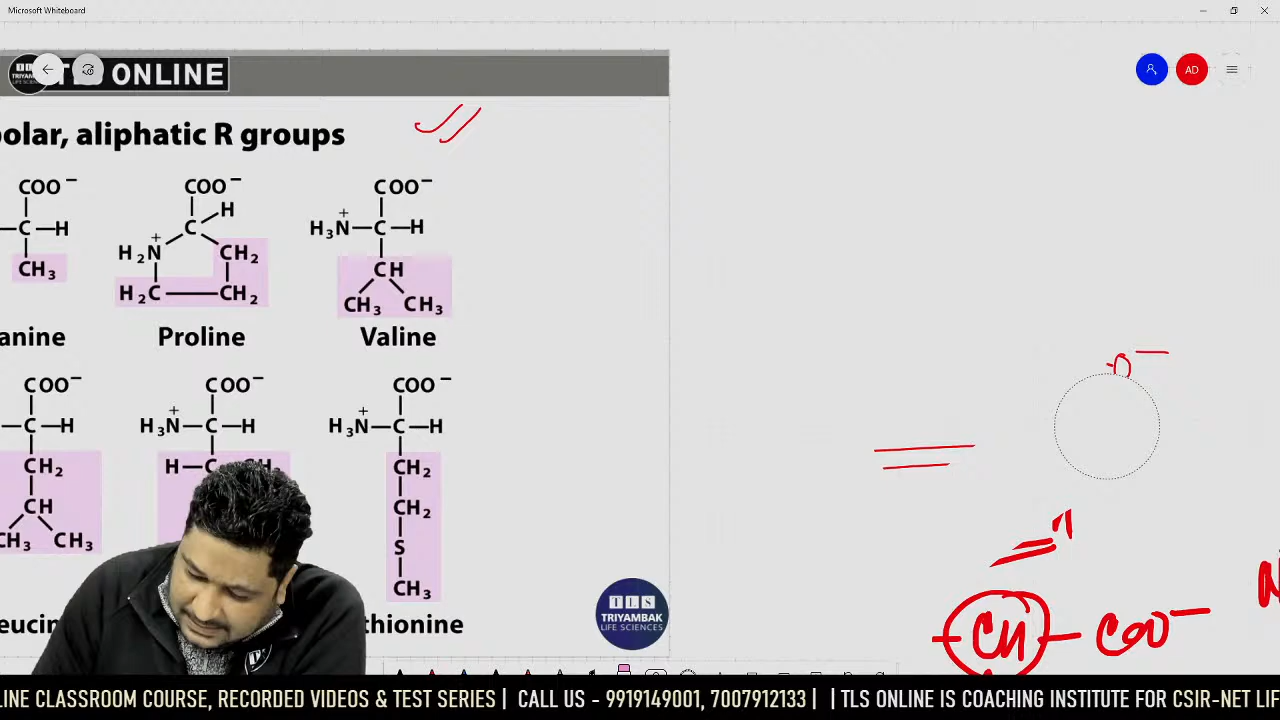 Microsoft Whiteboard
TLS ONLINE
TRIYAMBAK
AD
polar, aliphatic R groups
COO− COO− COO−
H
C
C—H H3N+—C—H
H2N+ CH2
CH3 CH
H2C CH2 CH3 CH3
anine Proline Valine
COO− COO− COO−
C—H H3N+—C—H H3N+—C—H
CH2 H—C CH3 CH2
CH CH2
CH3 CH3 S
CH3
eucin thionine
TLS
TRIYAMBAK
LIFE SCIENCES
CH—COO−
LINE CLASSROOM COURSE, RECORDED VIDEOS & TEST SERIES | CALL US - 9919149001, 7007912133 | | TLS ONLINE IS COACHING INSTITUTE FOR CSIR-NET LIF